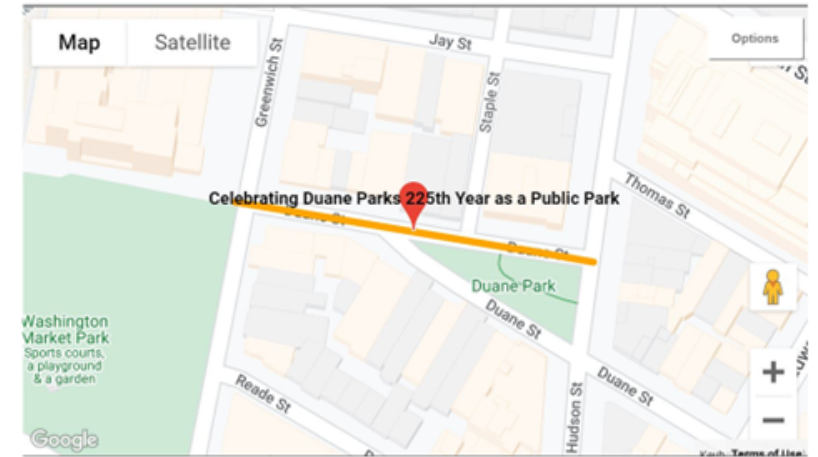 Map
Satellite
Options
Jay St
Greenwich St
Staple St
Thomas St
Celebrating Duane Parks 225th Year as a Public Park
Duane St
Duane St
Duane Park
Duane St
Washington
Market Park
Sports courts,
a playground
& a garden
Reade St
Duane St
Hudson St
Google
Terms of Use